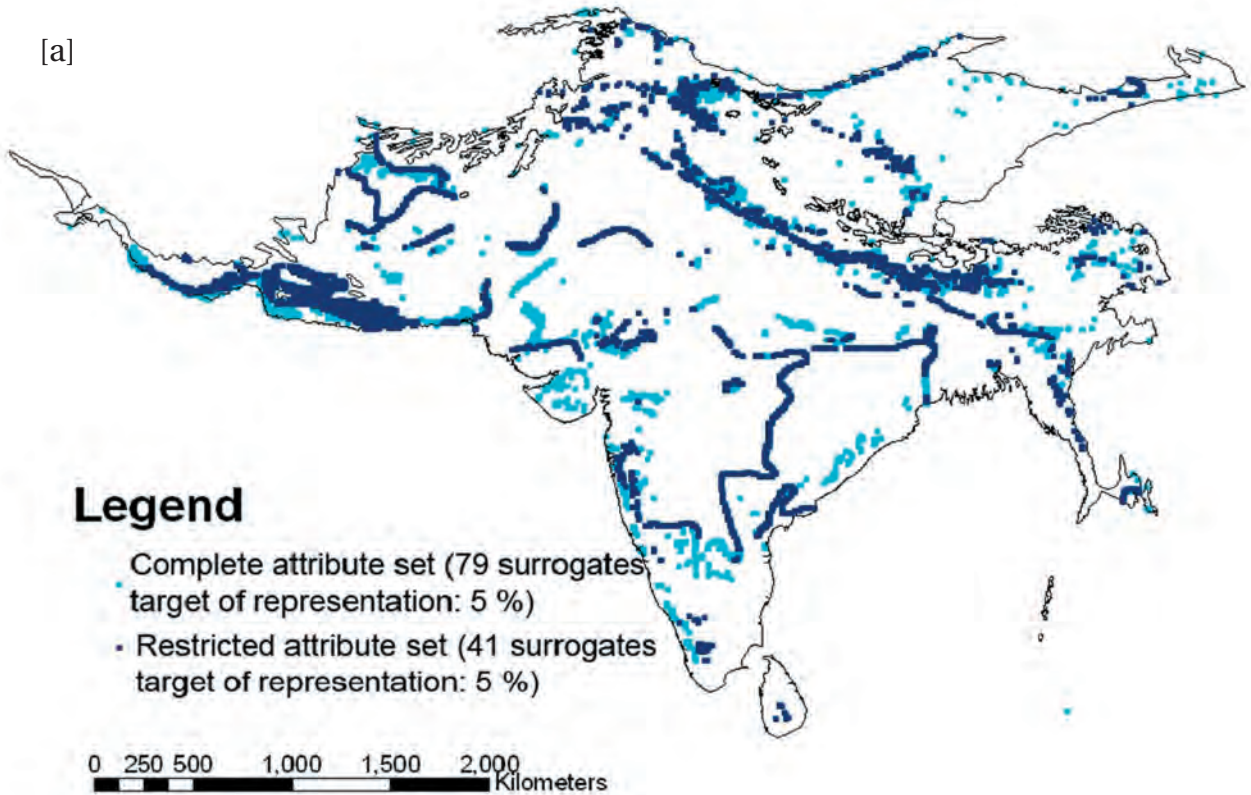 [a]
Legend
Complete attribute set (79 surrogates
target of representation: 5 %)
Restricted attribute set (41 surrogates
target of representation: 5 %)
0 250 500 1,000 1,500 2,000
Kilometers